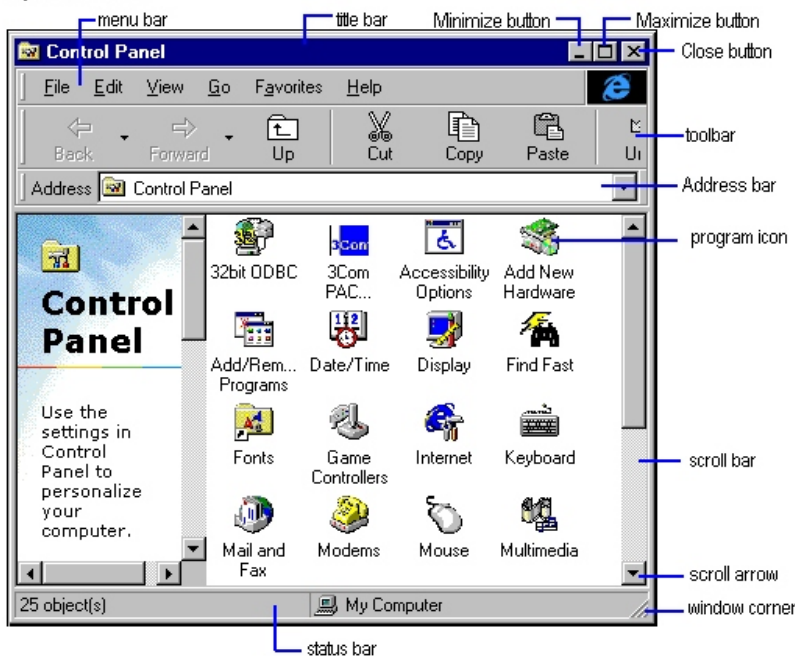 menu bar
title bar
Minimize button
Maximize button
Control Panel
Close button
File Edit View Go Favorites Help
Back Forward Up Cut Copy Paste
toolbar
Address Control Panel
Address bar
program icon
3Com
32bit ODBC
3Com PAC...
Accessibility Options
Add New Hardware
Control Panel
Add/Rem... Programs
Date/Time
Display
Find Fast
Use the
settings in
Control
Panel to
personalize
your
computer.
Fonts
Game Controllers
Internet
Keyboard
scroll bar
Mail and Fax
Modems
Mouse
Multimedia
scroll arrow
25 object(s)
My Computer
window corner
status bar